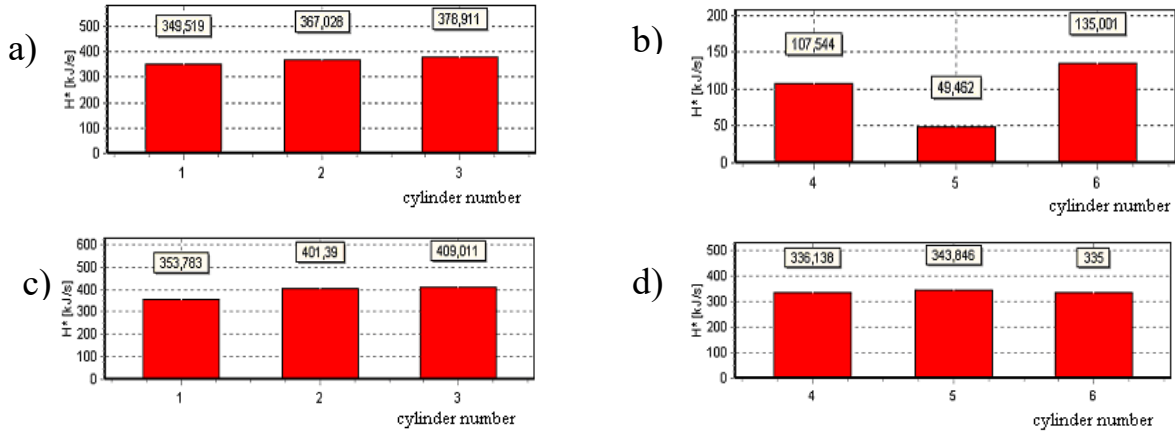 a)
H* [kJ/s]
500
400
300
200
100
0
349,519
367,028
378,911
1 2 3
cylinder number
b)
H* [kJ/s]
200
150
100
50
0
107,544
49,462
135,001
4 5 6
cylinder number
c)
H* [kJ/s]
600
500
400
300
200
100
0
353,783
401,39
409,011
1 2 3
cylinder number
d)
H* [kJ/s]
500
400
300
200
100
0
336,138
343,846
335
4 5 6
cylinder number